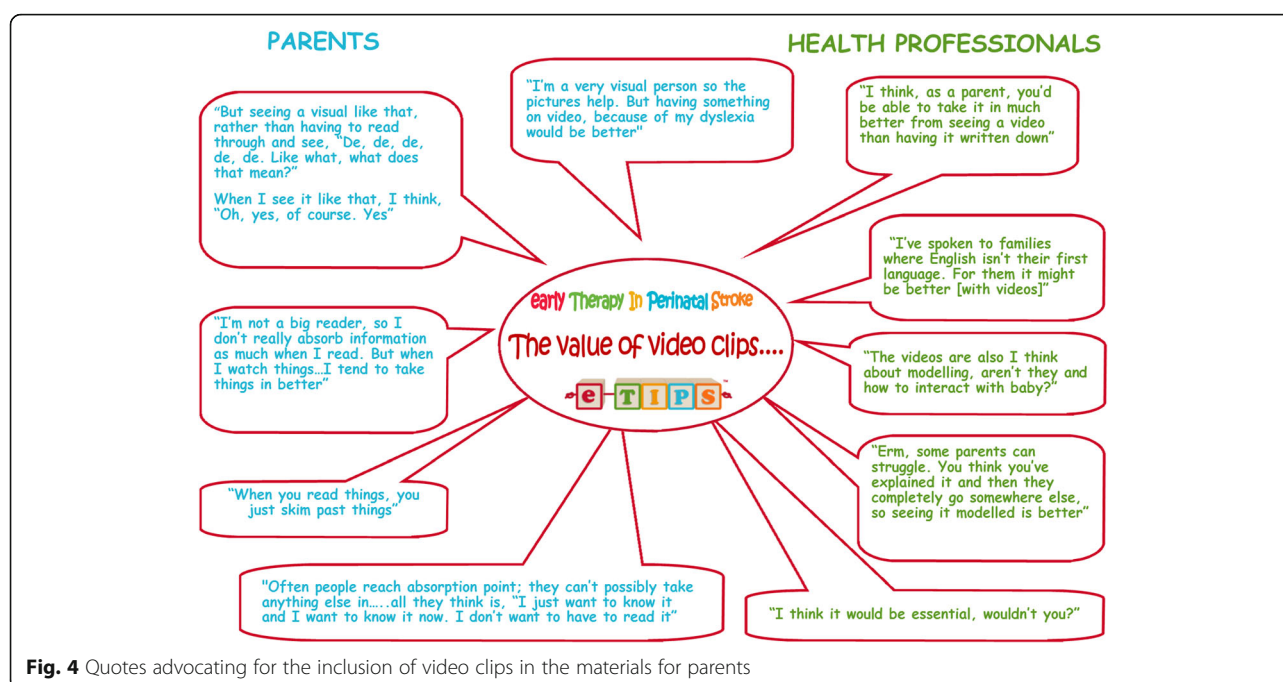 PARENTS
HEALTH PROFESSIONALS
"But seeing a visual like that,
rather than having to read
through and see, "De, de, de,
de, de. Like what, what does
that mean?"
When I see it like that, I think,
"Oh, yes, of course. Yes"
"I'm a very visual person so the
pictures help. But having something
on video, because of my dyslexia
would be better"
"I think, as a parent, you'd
be able to take it in much
better from seeing a video
than having it written down"
"I've spoken to families
where English isn't their first
language. For them it might
be better [with videos]"
early Therapy In Perinatal Stroke
The value of video clips....
e-TIPS™
"I'm not a big reader, so I
don't really absorb information
as much when I read. But when
I watch things...I tend to take
things in better"
"The videos are also I think
about modelling, aren't they and
how to interact with baby?"
"Erm, some parents can
struggle. You think you've
explained it and then they
completely go somewhere else,
so seeing it modelled is better"
"When you read things, you
just skim past things"
"Often people reach absorption point; they can't possibly take
anything else in.....all they think is, "I just want to know it
and I want to know it now. I don't want to have to read it"
"I think it would be essential, wouldn't you?"
Fig. 4 Quotes advocating for the inclusion of video clips in the materials for parents